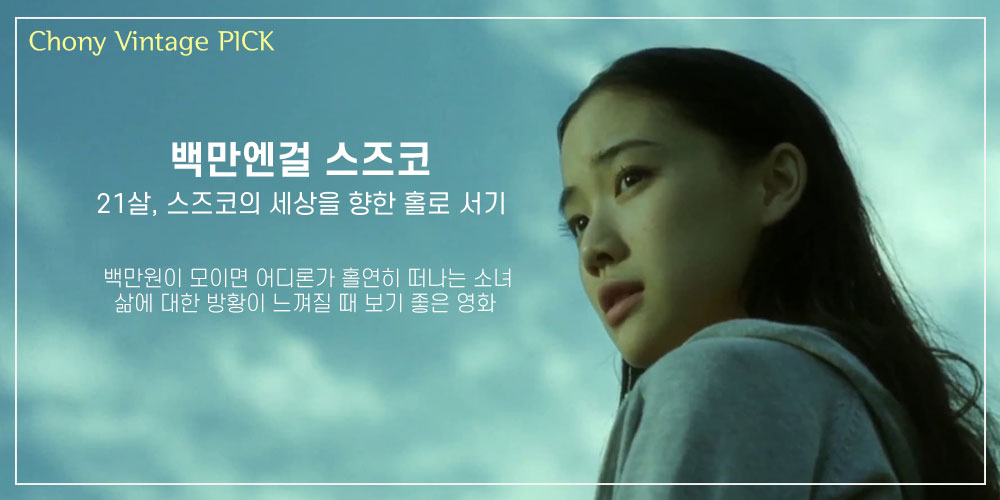 Chony Vintage PICK
백만엔걸 스즈코
21살, 스즈코의 세상을 향한 홀로 서기
백만원이 모이면 어디론가 홀연히 떠나는 소녀
삶에 대한 방황이 느껴질 때 보기 좋은 영화